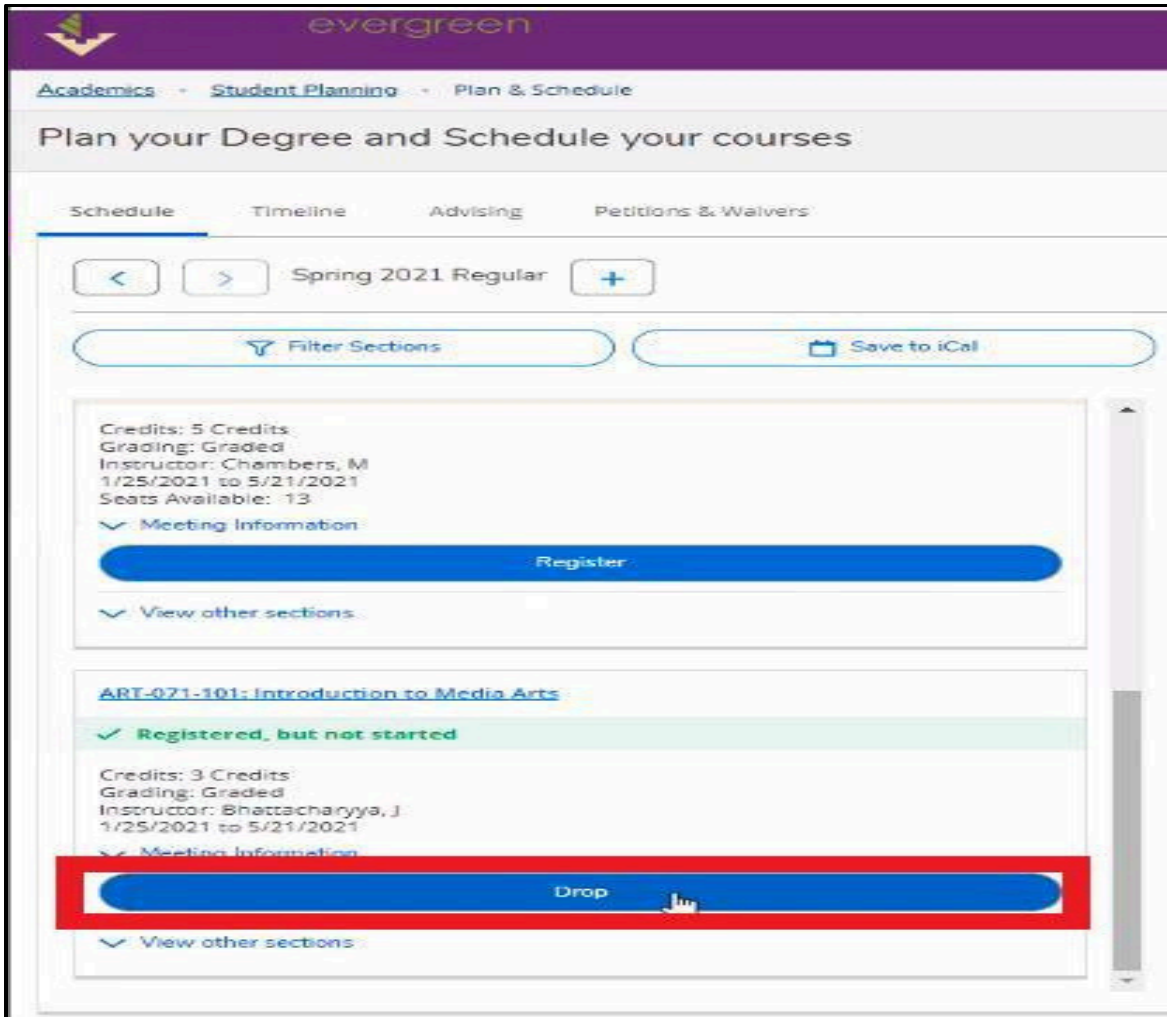 evergreen
Academics · Student Planning · Plan & Schedule
Plan your Degree and Schedule your courses
Schedule Timeline Advising Petitions & Waivers
< > Spring 2021 Regular +
Filter Sections Save to iCal
Credits: 5 Credits
Grading: Graded
Instructor: Chambers, M
1/25/2021 to 5/21/2021
Seats Available: 13
Meeting Information
Register
View other sections
ART-071-101: Introduction to Media Arts
Registered, but not started
Credits: 3 Credits
Grading: Graded
Instructor: Bhattacharyya, J
1/25/2021 to 5/21/2021
Meeting Information
Drop
View other sections